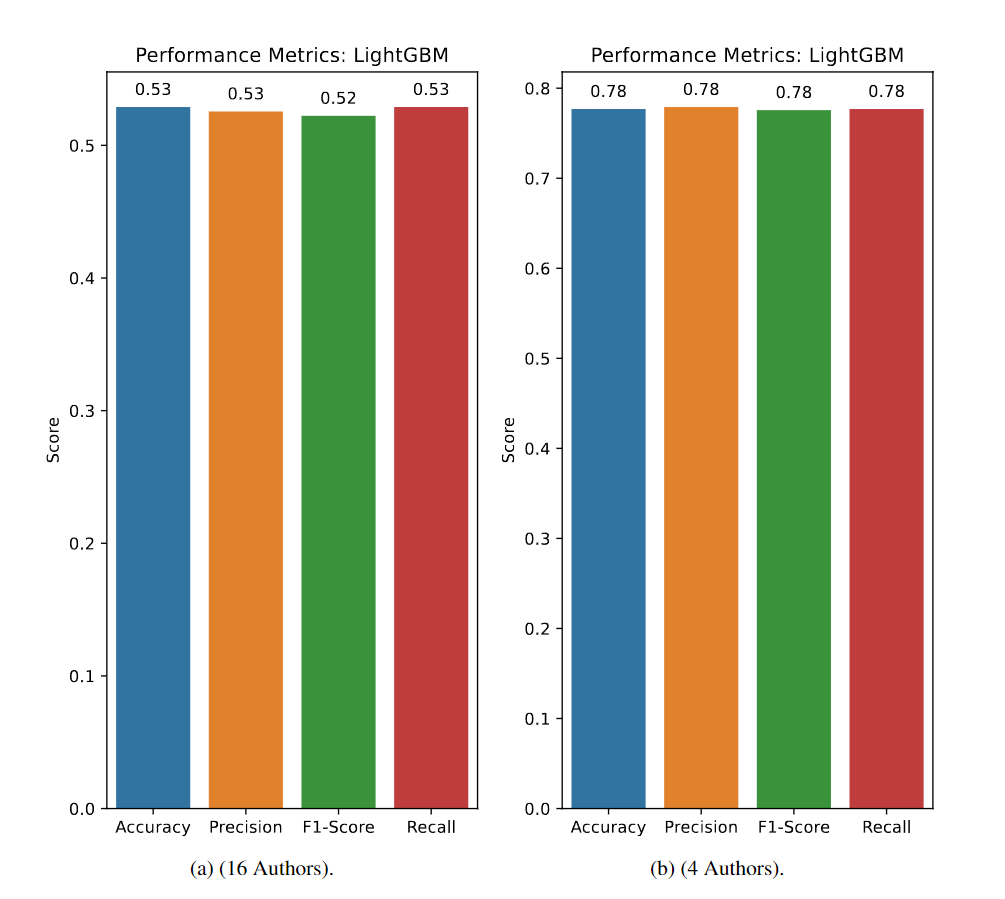 Performance Metrics: LightGBM
0.53
0.53
0.52
0.53
0.5
0.4
0.3
0.2
0.1
0.0
Score
Accuracy
Precision
F1-Score
Recall
(a) (16 Authors).
Performance Metrics: LightGBM
0.78
0.78
0.78
0.78
0.8
0.7
0.6
0.5
0.4
0.3
0.2
0.1
0.0
Score
Accuracy
Precision
F1-Score
Recall
(b) (4 Authors).